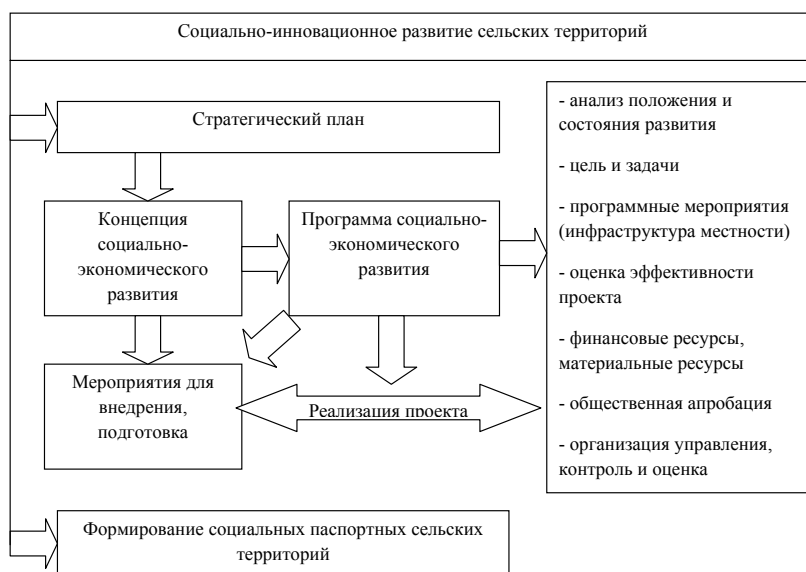 Социально-инновационное развитие сельских территорий
Стратегический план
Концепция
социально-
экономического
развития
Программа социально-
экономического
развития
- анализ положения и
состояния развития
- цель и задачи
- программные мероприятия
(инфраструктура местности)
- оценка эффективности
проекта
- финансовые ресурсы,
материальные ресурсы
- общественная апробация
- организация управления,
контроль и оценка
Мероприятия для
внедрения,
подготовка
Реализация проекта
Формирование социальных паспортных сельских
территорий